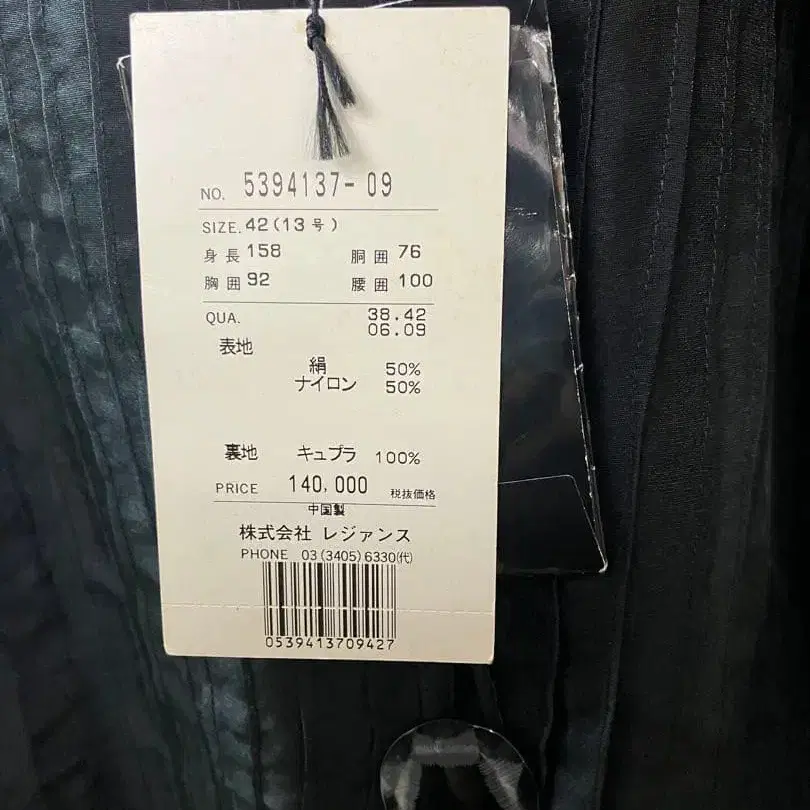 NO. 5394137-09
SIZE. 42(13号)
身長 158 胴囲 76
胸囲 92 腰囲 100
QUA. 38.42
06.09
表地
絹 50%
ナイロン 50%
裏地 キュプラ 100%
PRICE 140,000 税抜価格
中国製
株式会社 レジァンス
PHONE 03(3405)6330(代)
0539413709427